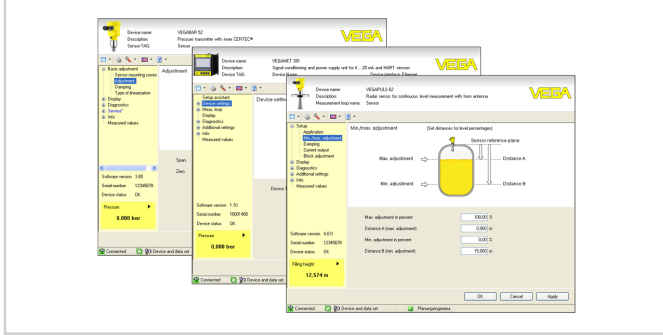 Device name: VEGABAR 52
Description: Pressure transmitter with inner CERTEC®
Sensor-TAG: Sensor
VEGA
Basic adjustment
Sensor mounting correc
Adjustment
Damping
Type of linearization
Display
Diagnostics
Service
Info
Measured values
Adjustment
Span
Zero
Software version 3.80
Serial number 12345678
Device status OK
Pressure
0,000 bar
Connected
Device and data set
Device name: VEGAMET 391
Description: Signal conditioning and power supply unit for 4 ... 20 mA and HART sensors
Device TAG: Device Name
Device interface: Ethernet
VEGA
Setup assistant
Device settings
Meas. loop
Display
Diagnostics
Additional settings
Info
Measured values
Device settin
Device
Software version 1.10
Serial number 10001400
Device status OK
Pressure
0,000 bar
Connected
Device and data set
Device name: VEGAPULS 62
Description: Radar sensor for continuous level measurement with horn antenna
Measurement loop name: Sensor
VEGA
Setup
Application
Min./max. adjustment
Damping
Current output
Block adjustment
Display
Diagnostics
Additional settings
Info
Measured values
Min./max. adjustment (Set distances for level percentages)
Sensor reference plane
Max. adjustment
Distance A
Min. adjustment
Distance B
Max. adjustment in percent 100,00 %
Distance A (max. adjustment) 0,000 m
Min. adjustment in percent 0,00 %
Distance B (min. adjustment) 15,000 m
Software version 4.0.0
Serial number 12345678
Device status OK
Filling height
12,574 m
OK Cancel Apply
Connected
Device and data set
Planungsingenieur